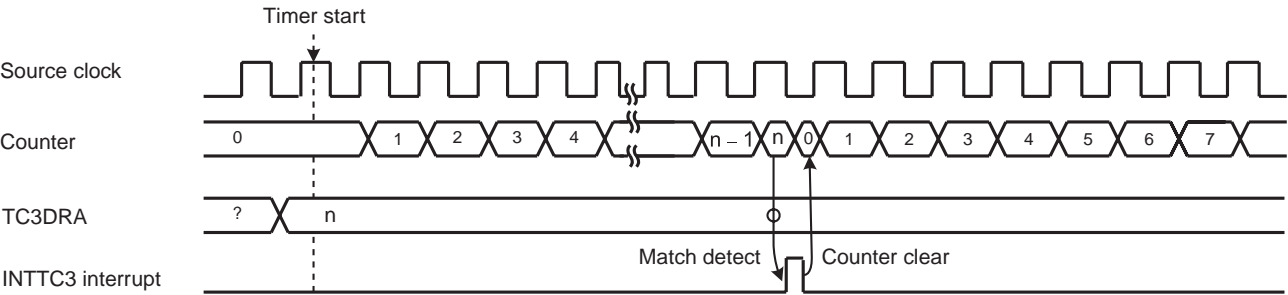 Timer start
Source clock
Counter 0 1 2 3 4 n – 1 n 0 1 2 3 4 5 6 7
TC3DRA ? n
Match detect Counter clear
INTTC3 interrupt